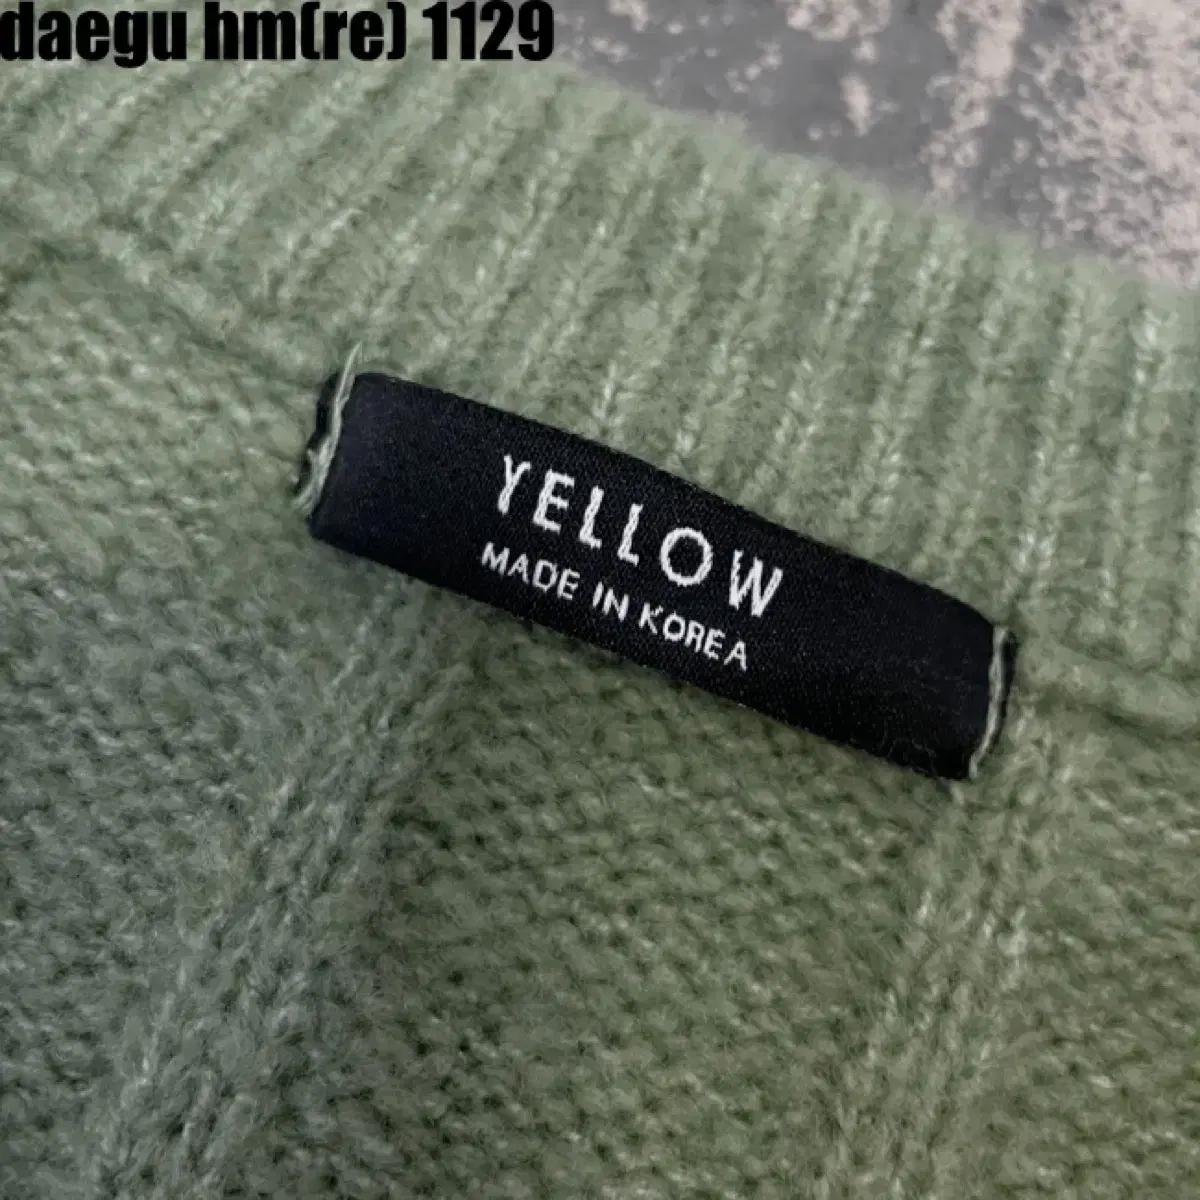 daegu hm(re) 1129
YELLOW
MADE IN KOREA